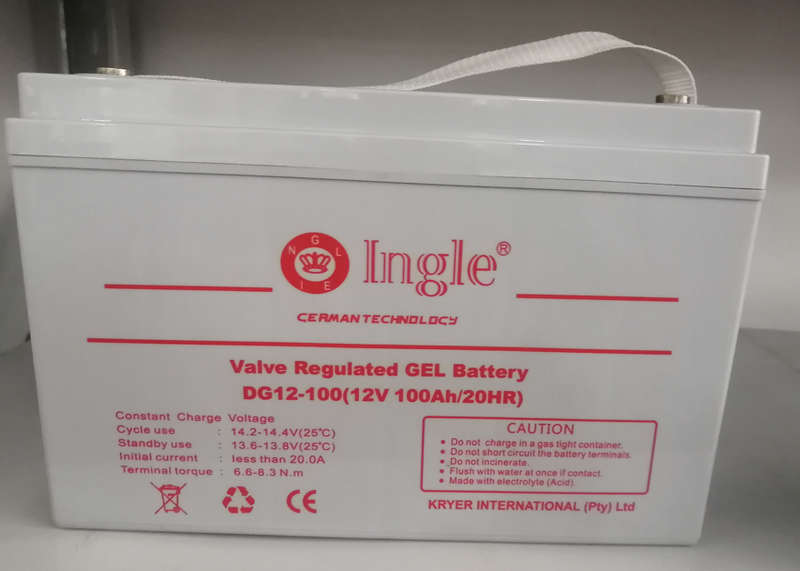 INGLE
Ingle®
GERMAN TECHNOLOGY
Valve Regulated GEL Battery
DG12-100(12V 100Ah/20HR)
Constant Charge Voltage
Cycle use : 14.2-14.4V(25℃)
Standby use : 13.6-13.8V(25℃)
Initial current : less than 20.0A
Terminal torque : 6.6-8.3 N.m
CAUTION
• Do not charge in a gas tight container.
• Do not short circuit the battery terminals.
• Do not incinerate.
• Flush with water at once if contact.
• Made with electrolyte (Acid).
CE
KRYER INTERNATIONAL (Pty) Ltd